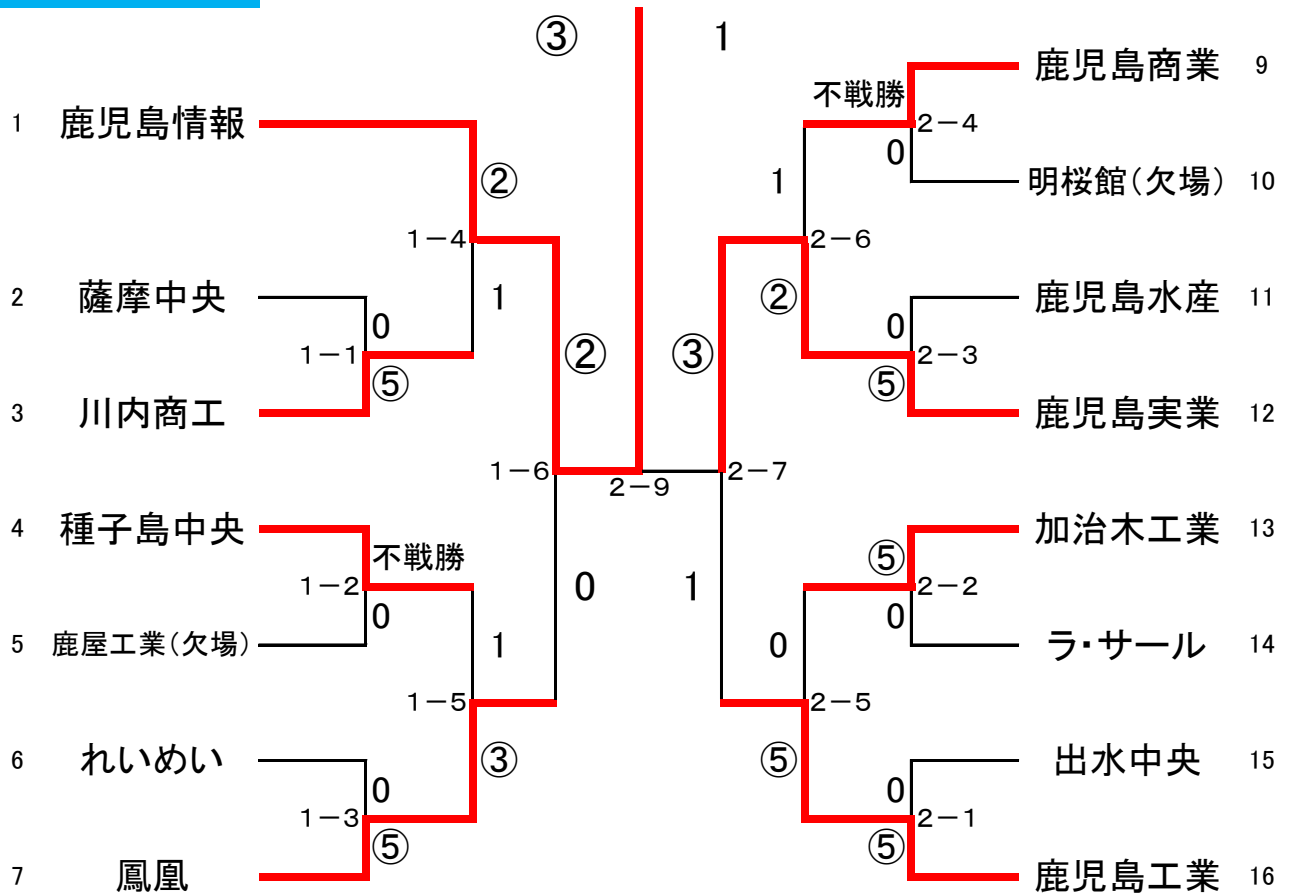 ③ 1
1 鹿児島情報
②
1－4
2 薩摩中央
0
1
1－1
⑤
3 川内商工
②
1－6
4 種子島中央
不戦勝
1－2
0
5 鹿屋工業(欠場)
1
0
1－5
6 れいめい
③
0
1－3
⑤
7 鳳凰
2－9
鹿児島商業 9
不戦勝
2－4
0
明桜館(欠場) 10
1
2－6
②
鹿児島水産 11
0
2－3
⑤
鹿児島実業 12
③
2－7
加治木工業 13
⑤
2－2
0
ラ・サール 14
1
0
2－5
⑤
出水中央 15
0
2－1
⑤
鹿児島工業 16